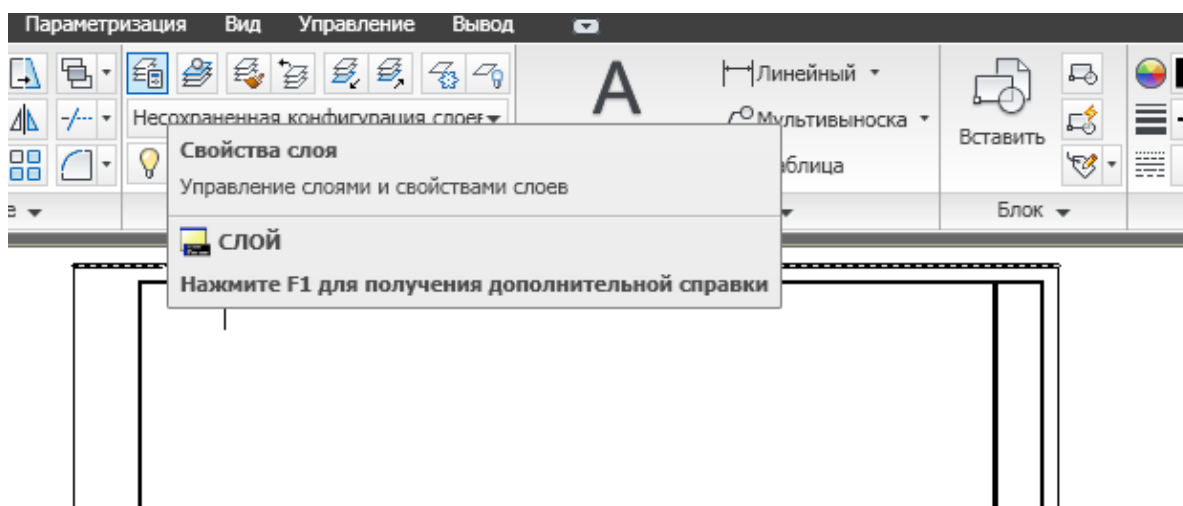 Параметризация Вид Управление Вывод
Линейный
Несохраненная конфигурация слоев
Мультивыноска
Вставить
Свойства слоя
Управление слоями и свойствами слоев
Блок
СЛОЙ
Нажмите F1 для получения дополнительной справки